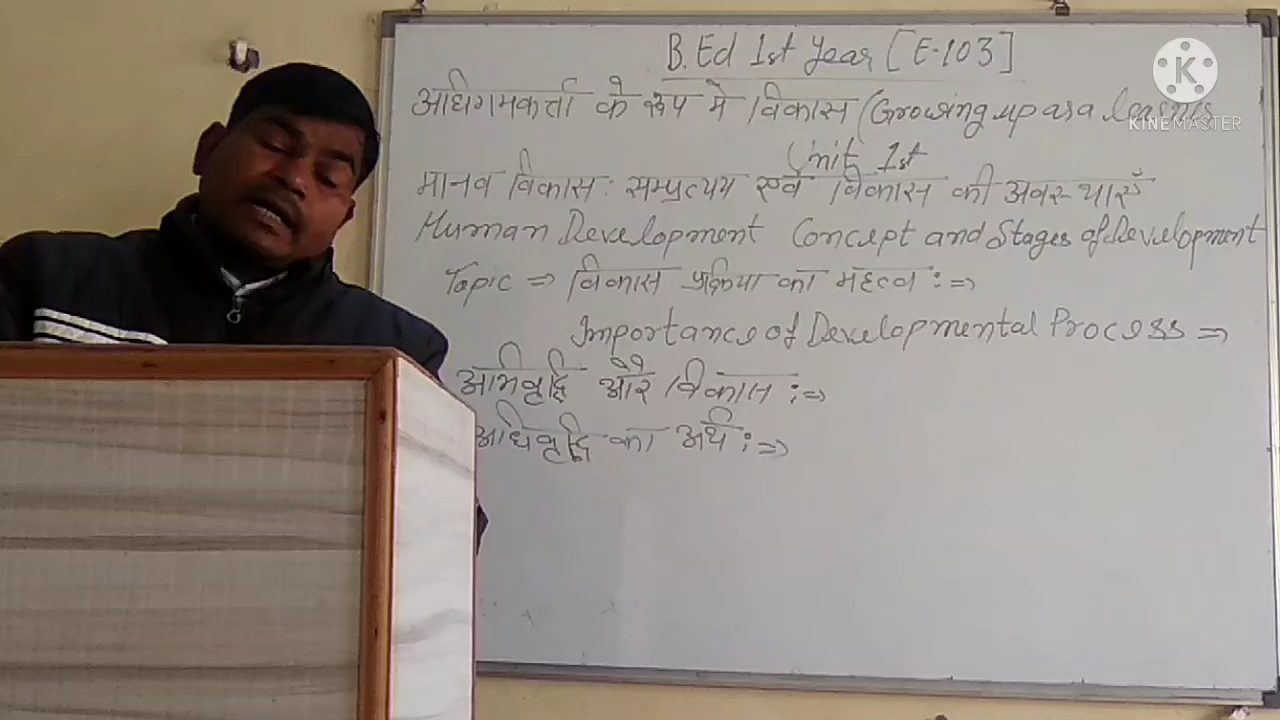 B.Ed 1st Year [E-103]
अधिगमकर्त्ता के रूप में विकास (Growing up as a learner
KINEMASTER
Unit 1st
मानव विकास : सम्प्रत्यय एवं विकास की अवस्थाएँ
Human Development Concept and Stages of Development
Topic ⇒ विकास प्रक्रिया का महत्व :⇒
Importance of Developmental Process ⇒
अभिवृद्धि और विकास :⇒
अभिवृद्धि का अर्थ :⇒